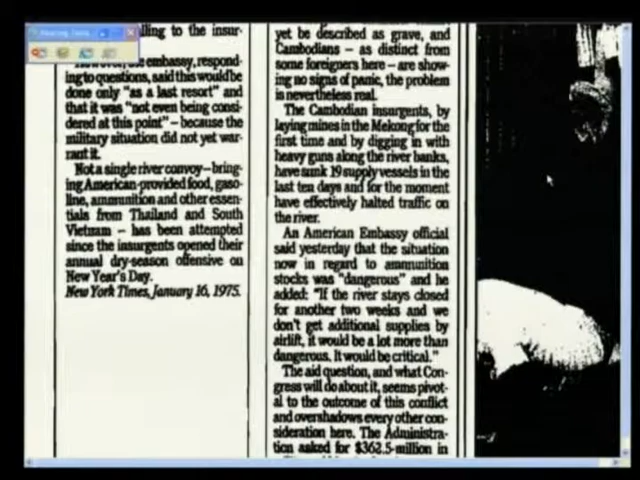 lling to the insur-
However, the embassy, respond-
ing to questions, said this would be
done only "as a last resort" and
that it was "not even being consi-
dered at this point" – because the
military situation did not yet war-
rant it.
Not a single river convoy – bring-
ing American-provided food, gaso-
line, ammunition and other essen-
tials from Thailand and South
Vietnam – has been attempted
since the insurgents opened their
annual dry-season offensive on
New Year's Day.
New York Times, January 16, 1975.
yet be described as grave, and
Cambodians – as distinct from
some foreigners here – are show-
ing no signs of panic, the problem
is nevertheless real.
The Cambodian insurgents, by
laying mines in the Mekong for the
first time and by digging in with
heavy guns along the river banks,
have sunk 19 supply vessels in the
last ten days and for the moment
have effectively halted traffic on
the river.
An American Embassy official
said yesterday that the situation
now in regard to ammunition
stocks was "dangerous" and he
added: "If the river stays closed
for another two weeks and we
don't get additional supplies by
airlift, it would be a lot more than
dangerous. It would be critical."
The aid question, and what Con-
gress will do about it, seems pivot-
al to the outcome of this conflict
and overshadows every other con-
sideration here. The Administra-
tion asked for $362.5-million in